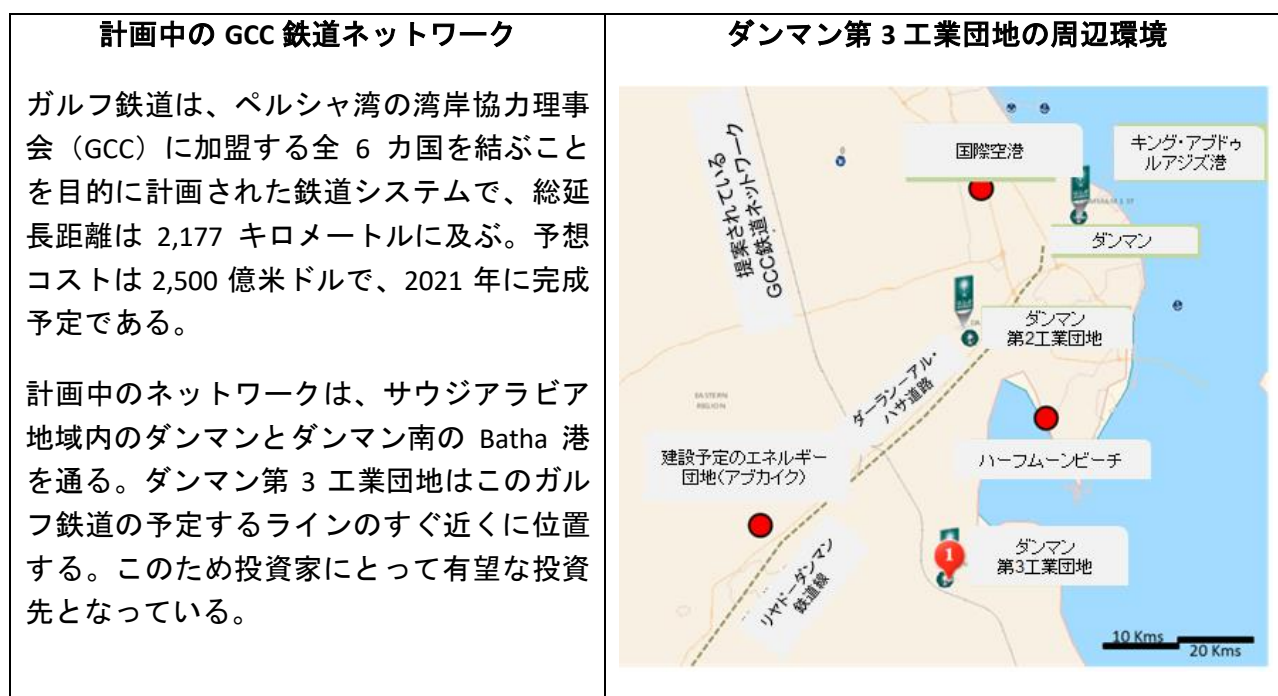 計画中の GCC 鉄道ネットワーク
ガルフ鉄道は、ペルシャ湾の湾岸協力理事
会（GCC）に加盟する全 6 カ国を結ぶこと
を目的に計画された鉄道システムで、総延
長距離は 2,177 キロメートルに及ぶ。予想
コストは 2,500 億米ドルで、2021 年に完成
予定である。
計画中のネットワークは、サウジアラビア
地域内のダンマンとダンマン南の Batha 港
を通る。ダンマン第 3 工業団地はこのガル
フ鉄道の予定するラインのすぐ近くに位置
する。このため投資家にとって有望な投資
先となっている。
ダンマン第 3 工業団地の周辺環境
提案されている
GCC鉄道ネットワーク
国際空港
キング・アブドゥ
ルアジズ港
ダンマン
ダンマン
第2工業団地
ダーラン－アル・
ハサ道路
EASTERN
REGION
建設予定のエネルギー
団地(アブカイク)
ハーフムーンビーチ
リヤド－ダンマン
鉄道線
1
ダンマン
第3工業団地
10 Kms
20 Kms